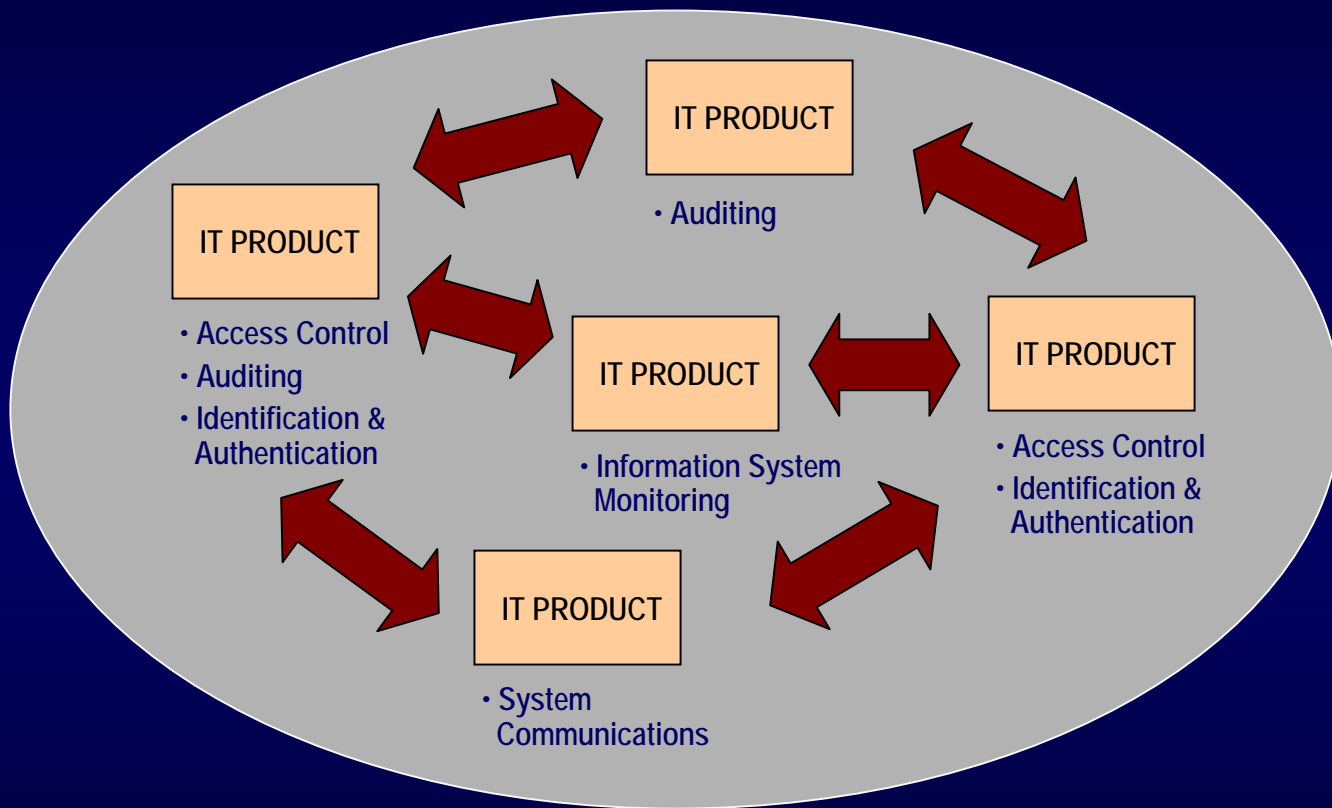 IT PRODUCT
• Auditing
IT PRODUCT
• Access Control
• Auditing
• Identification &
Authentication
IT PRODUCT
• Information System
Monitoring
IT PRODUCT
• Access Control
• Identification &
Authentication
IT PRODUCT
• System
Communications